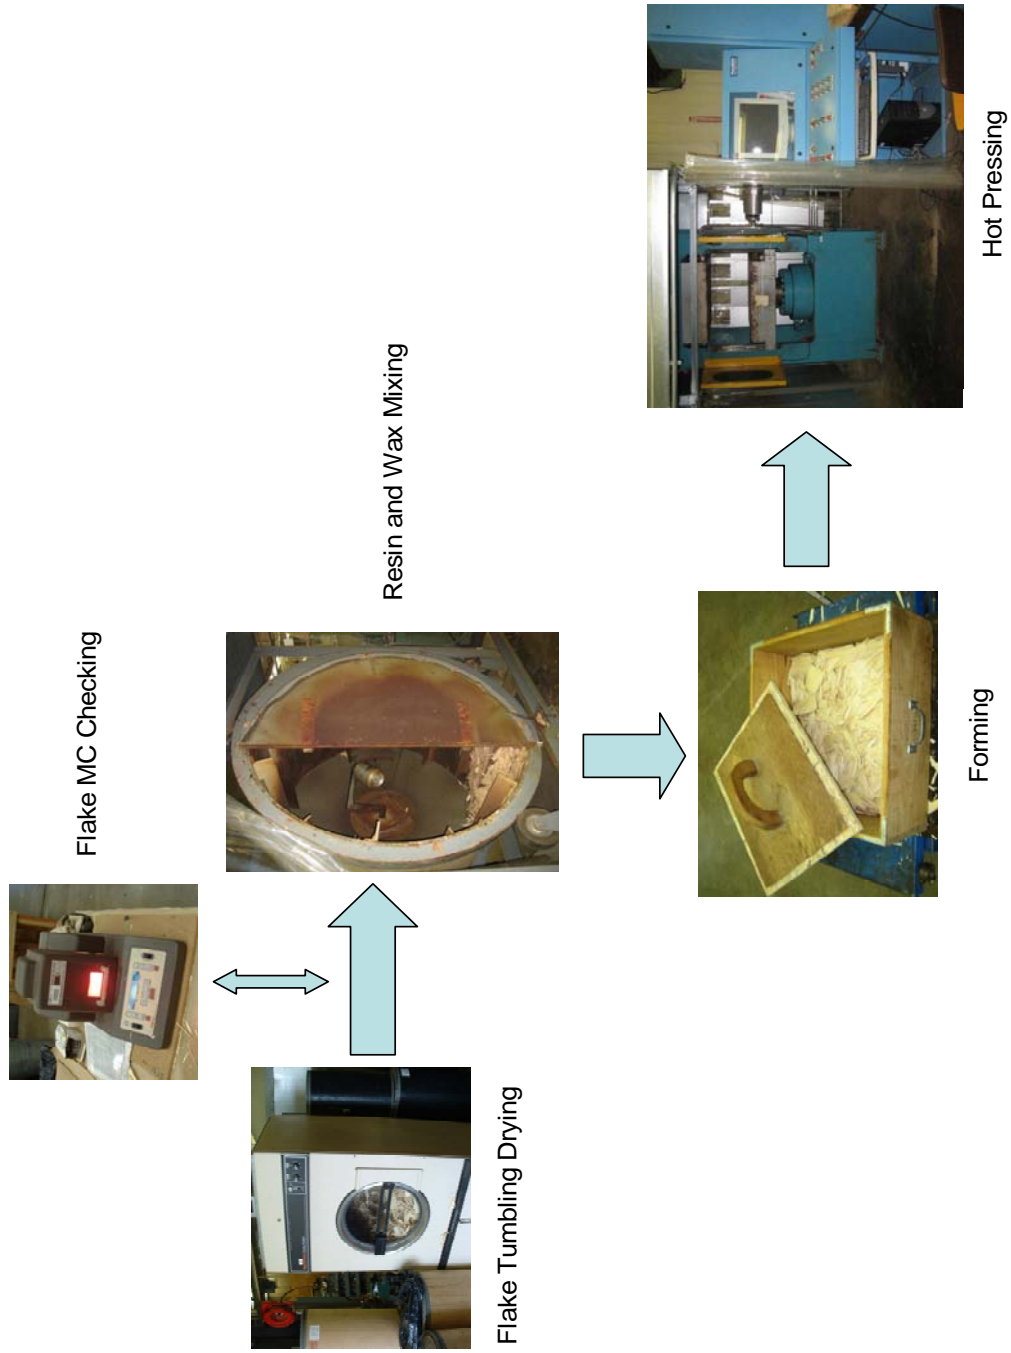 Flake Tumbling Drying
Flake MC Checking
Resin and Wax Mixing
Forming
Hot Pressing